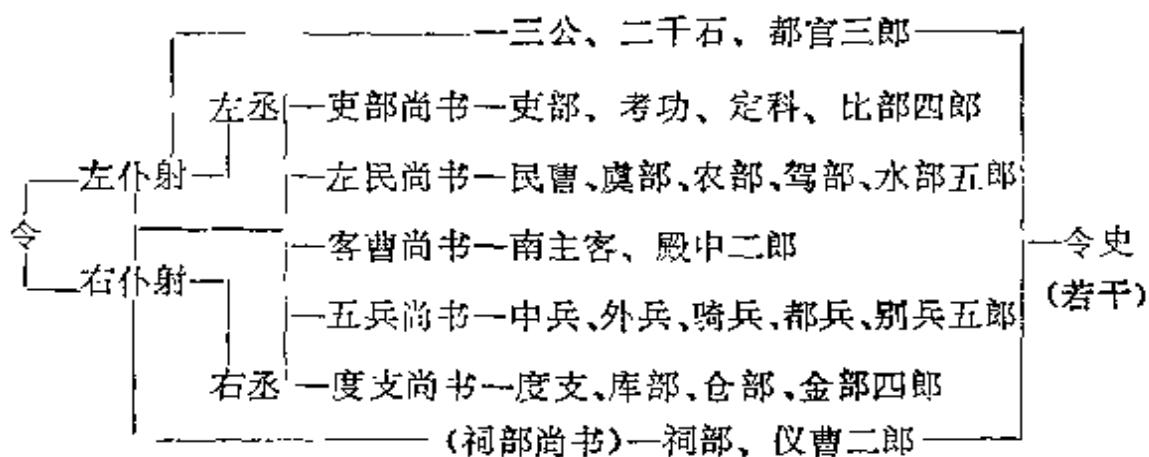 三公、二千石、都官三郎
左丞 吏部尚书 吏部、考功、定科、比部四郎
左仆射 左民尚书 民曹、虞部、农部、驾部、水部五郎
令 客曹尚书 南主客、殿中二郎 令史
右仆射 (若干)
五兵尚书 中兵、外兵、骑兵、都兵、别兵五郎
右丞 度支尚书 度支、库部、仓部、金部四郎
(祠部尚书) 祠部、仪曹二郎